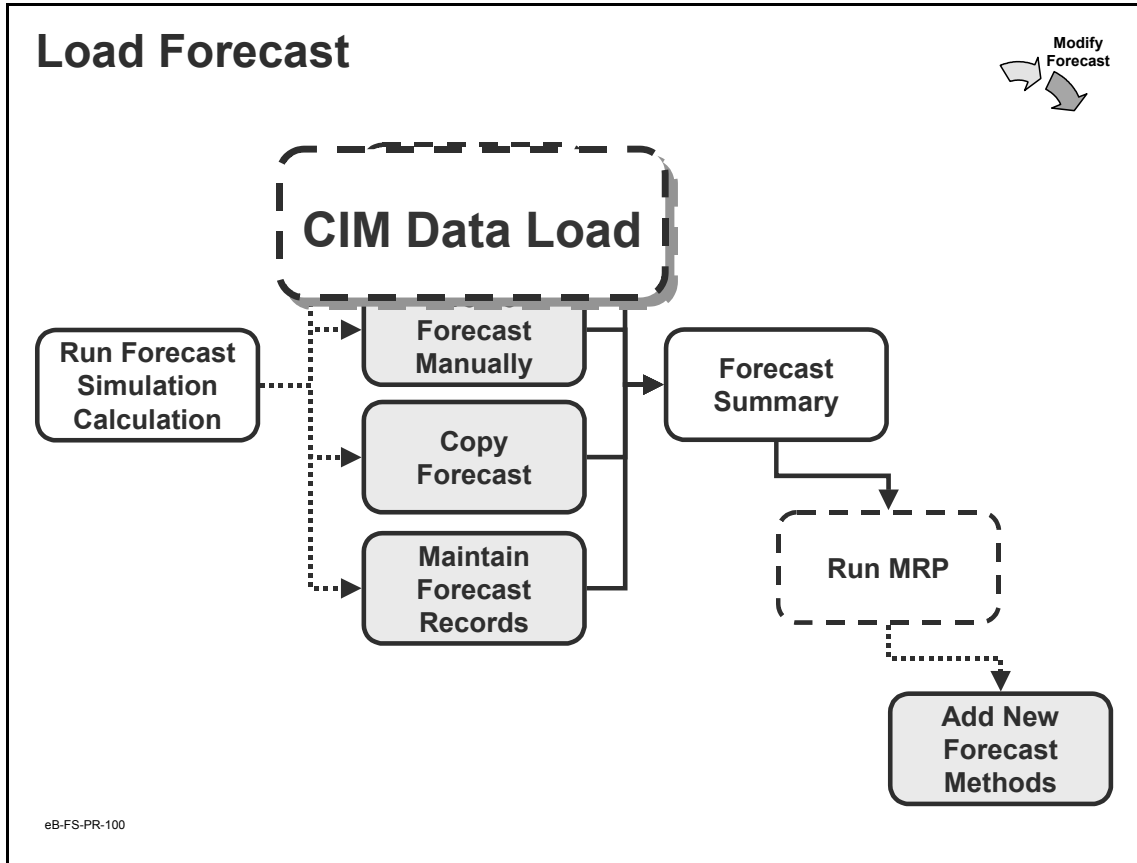 Load Forecast
Modify
Forecast
CIM Data Load
Run Forecast
Simulation
Calculation
Forecast
Manually
Copy
Forecast
Maintain
Forecast
Records
Forecast
Summary
Run MRP
Add New
Forecast
Methods
eB-FS-PR-100